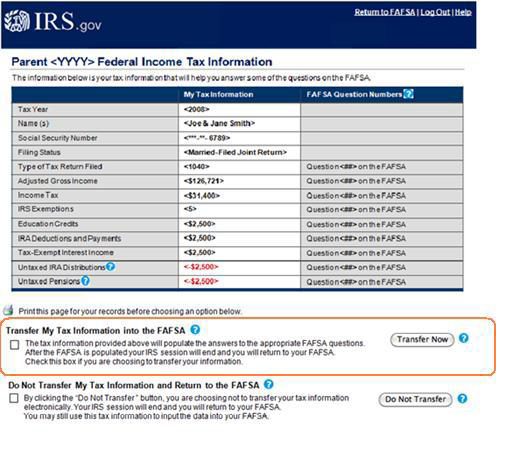 IRS.gov
Return to FAFSA | Log Out | Help
Parent <YYYY> Federal Income Tax Information
The information below is your tax information that will help you answer some of the questions on the FAFSA.
My Tax Information FAFSA Question Numbers ?
Tax Year <2008>
Name (s) <Joe & Jane Smith>
Social Security Number <***-**- 6789>
Filing Status <Married-Filed Joint Return>
Type of Tax Return Filed <1040> Question <##> on the FAFSA
Adjusted Gross Income <$126,721> Question <##> on the FAFSA
Income Tax <$31,400> Question <##> on the FAFSA
IRS Exemptions <5> Question <##> on the FAFSA
Education Credits <$2,500> Question <##> on the FAFSA
IRA Deductions and Payments <$2,500> Question <##> on the FAFSA
Tax-Exempt Interest Income <$2,500> Question <##> on the FAFSA
Untaxed IRA Distributions ? <-$2,500> Question <##> on the FAFSA
Untaxed Pensions ? <-$2,500> Question <##> on the FAFSA
Print this page for your records before choosing an option below.
Transfer My Tax Information into the FAFSA ?
The tax information provided above will populate the answers to the appropriate FAFSA questions.
After the FAFSA is populated your IRS session will end and you will return to your FAFSA.
Check this box if you are choosing to transfer your information.
Transfer Now ?
Do Not Transfer My Tax Information and Return to the FAFSA ?
By clicking the "Do Not Transfer" button, you are choosing not to transfer your tax information
electronically. Your IRS session will end and you will return to your FAFSA.
You may still use this tax information to input the data into your FAFSA.
Do Not Transfer ?